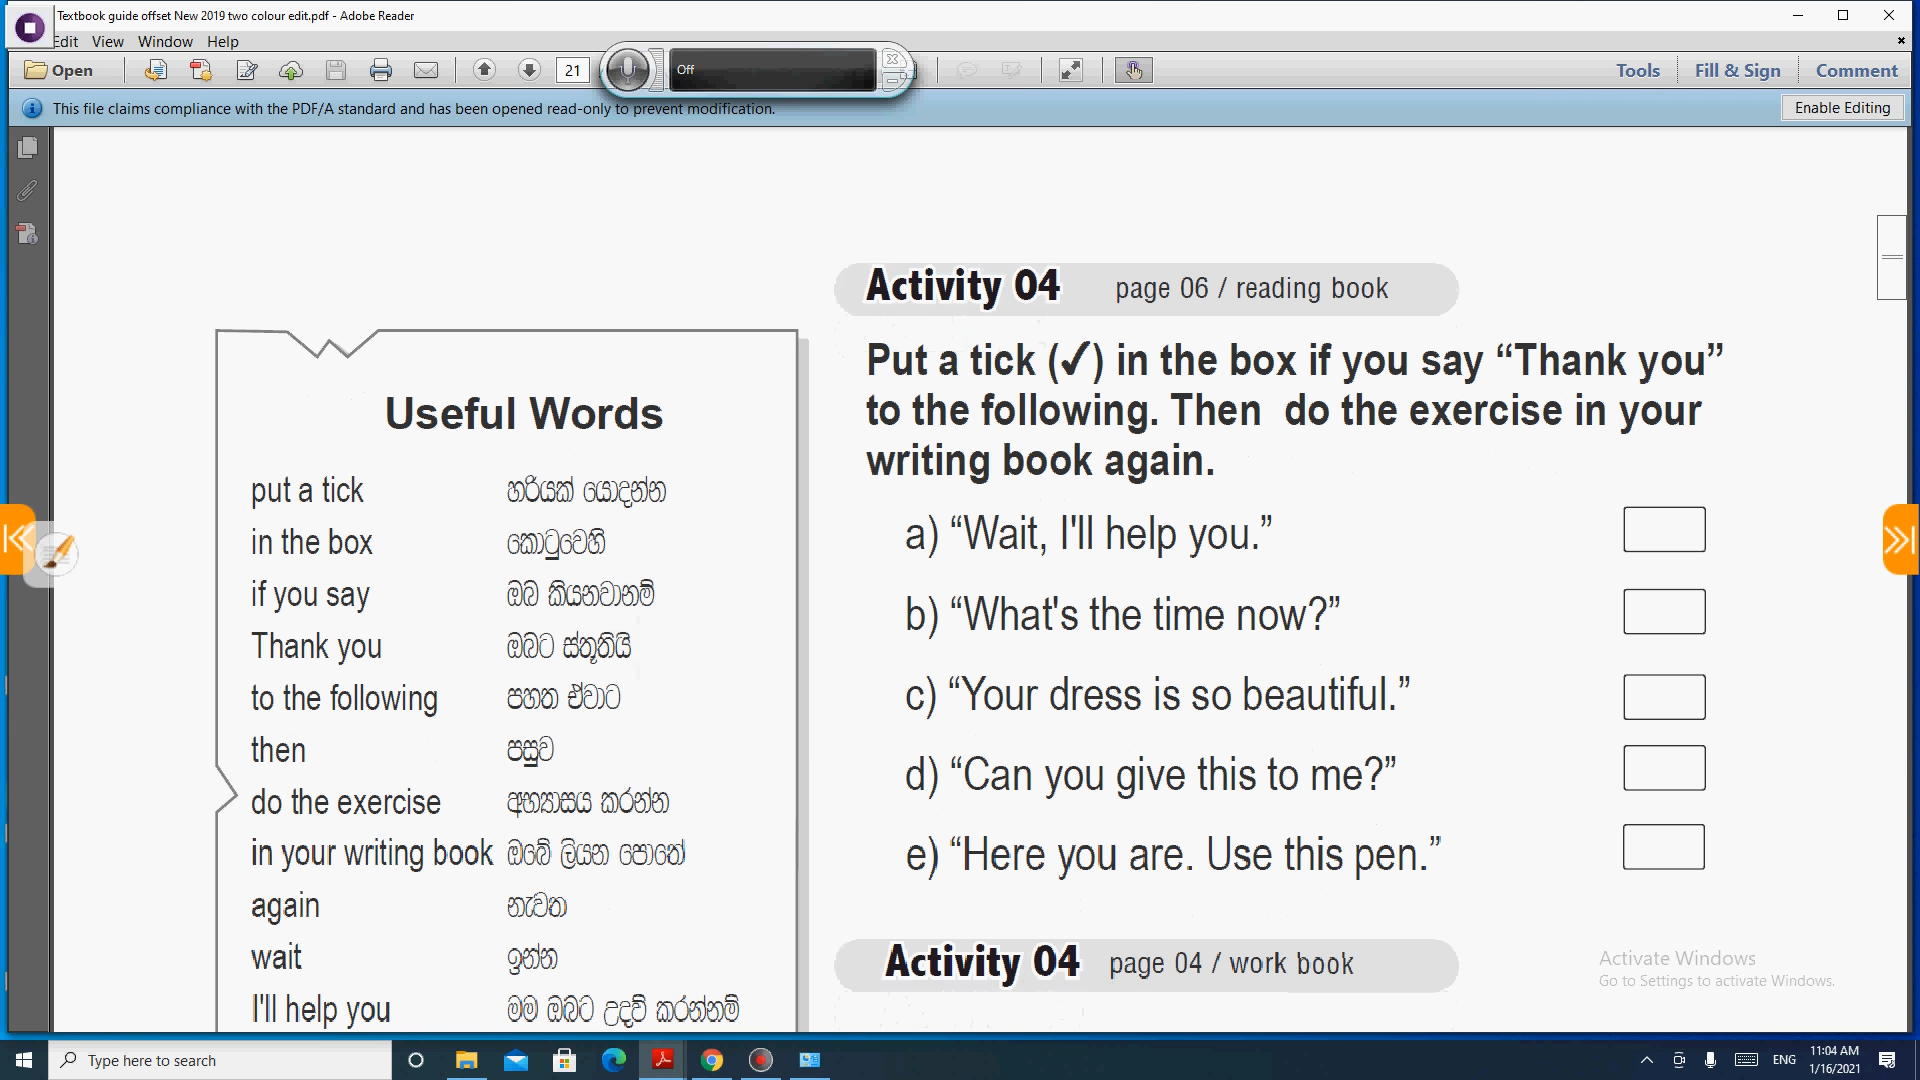 Textbook guide offset New 2019 two colour edit.pdf - Adobe Reader
Edit View Window Help
Open
21
Off
Tools Fill & Sign Comment
This file claims compliance with the PDF/A standard and has been opened read-only to prevent modification.
Enable Editing
Useful Words
put a tick හරියක් යොදන්න
in the box කොටුවෙහි
if you say ඔබ කියනවානම්
Thank you ඔබට ස්තූතියි
to the following පහත ඒවාට
then පසුව
do the exercise අභ්‍යාසය කරන්න
in your writing book ඔබේ ලියන පොතේ
again නැවත
wait ඉන්න
I'll help you මම ඔබට උදව් කරන්නම්
Activity 04 page 06 / reading book
Put a tick (✓) in the box if you say “Thank you”
to the following. Then do the exercise in your
writing book again.
a) “Wait, I'll help you.”
b) “What's the time now?”
c) “Your dress is so beautiful.”
d) “Can you give this to me?”
e) “Here you are. Use this pen.”
Activity 04 page 04 / work book
Activate Windows
Go to Settings to activate Windows.
Type here to search
ENG
11:04 AM
1/16/2021